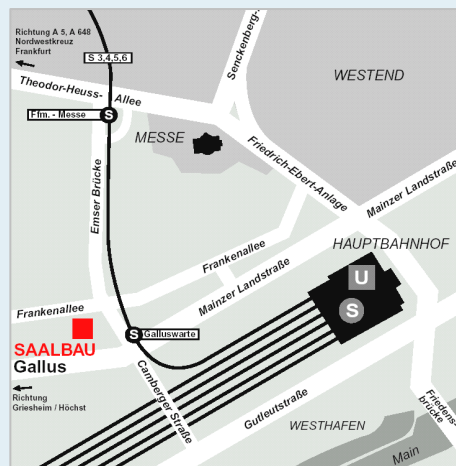 Richtung A 5, A 648
Nordwestkreuz
Frankfurt
S 3,4,5,6
Senckenberg-
Theodor-Heuss-
Allee
WESTEND
Ffm. - Messe
S
MESSE
Friedrich-Ebert-Anlage
Emser Brücke
Mainzer Landstraße
HAUPTBAHNHOF
Frankenallee
U
Mainzer Landstraße
S
Frankenallee
S
Galluswarte
SAALBAU
Gallus
Camberger Straße
Richtung
Griesheim / Höchst
Gutleutstraße
Friedens-
brücke
WESTHAFEN
Main